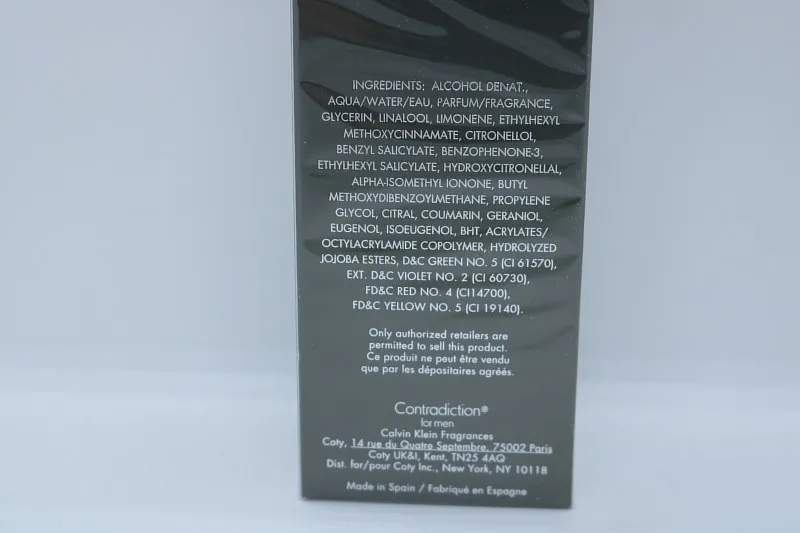 INGREDIENTS: ALCOHOL DENAT.,
AQUA/WATER/EAU, PARFUM/FRAGRANCE,
GLYCERIN, LINALOOL, LIMONENE, ETHYLHEXYL
METHOXYCINNAMATE, CITRONELLOL,
BENZYL SALICYLATE, BENZOPHENONE-3,
ETHYLHEXYL SALICYLATE, HYDROXYCITRONELLAL,
ALPHA-ISOMETHYL IONONE, BUTYL
METHOXYDIBENZOYLMETHANE, PROPYLENE
GLYCOL, CITRAL, COUMARIN, GERANIOL,
EUGENOL, ISOEUGENOL, BHT, ACRYLATES/
OCTYLACRYLAMIDE COPOLYMER, HYDROLYZED
JOJOBA ESTERS, D&C GREEN NO. 5 (CI 61570),
EXT. D&C VIOLET NO. 2 (CI 60730),
FD&C RED NO. 4 (CI14700),
FD&C YELLOW NO. 5 (CI 19140).
Only authorized retailers are
permitted to sell this product.
Ce produit ne peut être vendu
que par les dépositaires agréés.
Contradiction®
for men
Calvin Klein Fragrances
Coty, 14 rue du Quatre Septembre, 75002 Paris
Coty UK&I, Kent, TN25 4AQ
Dist. for/pour Coty Inc., New York, NY 10118
Made in Spain / Fabriqué en Espagne